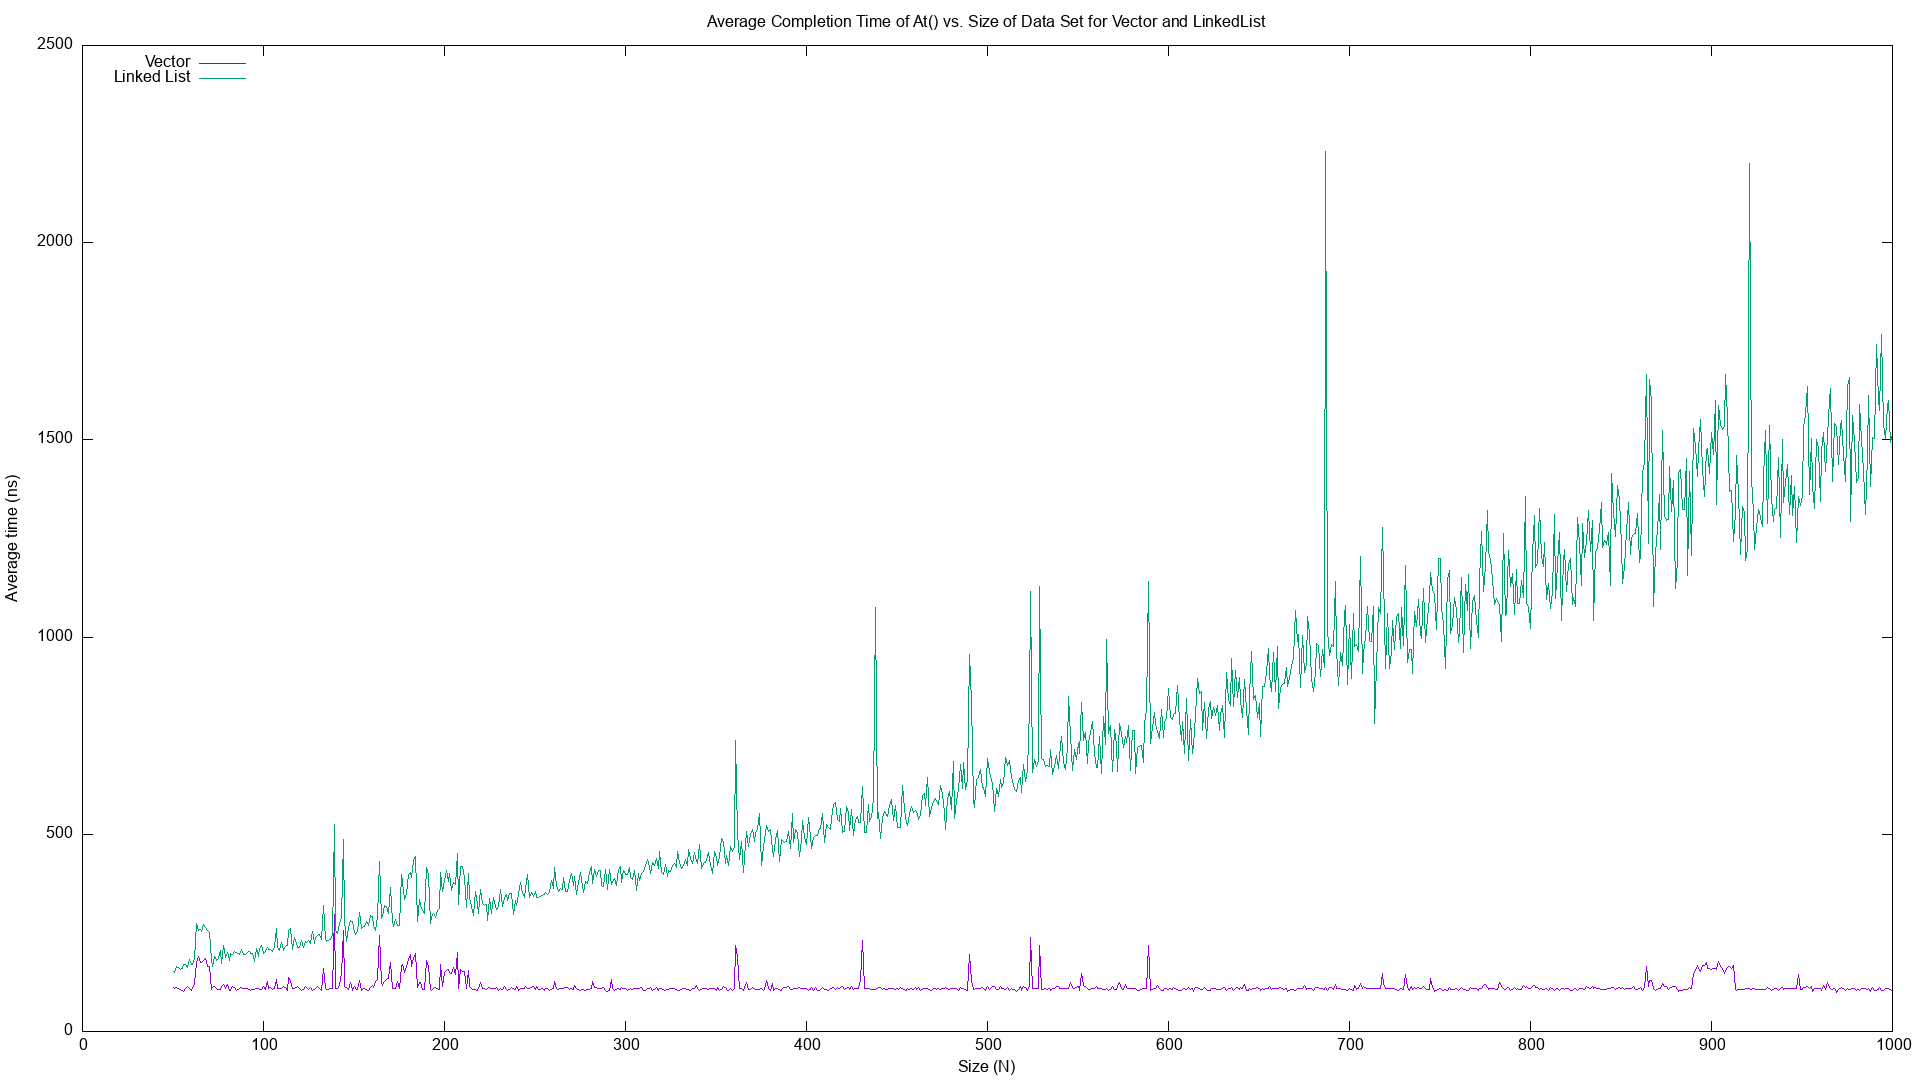 Average Completion Time of At() vs. Size of Data Set for Vector and LinkedList
2500
2000
1500
1000
500
0
Vector
Linked List
Average time (ns)
0 100 200 300 400 500 600 700 800 900 1000
Size (N)